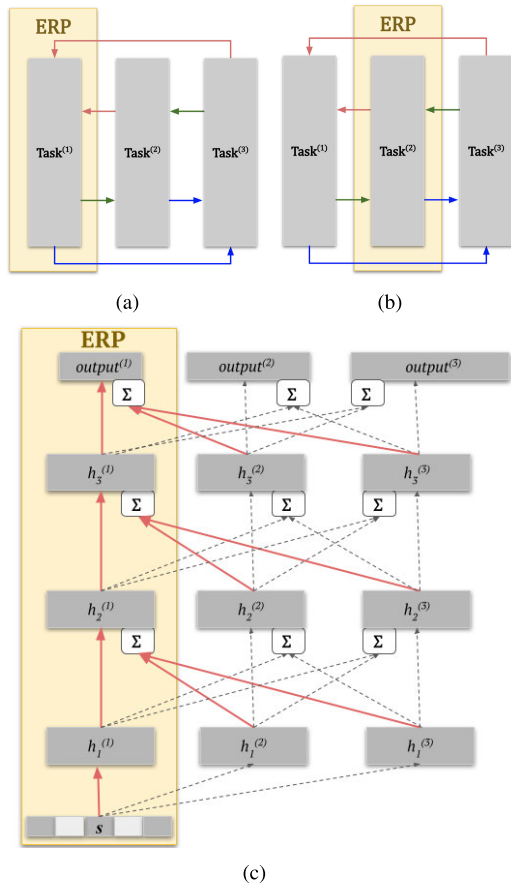 ERP
Task(1) Task(2) Task(3)
(a)
ERP
Task(1) Task(2) Task(3)
(b)
ERP
output(1) output(2) output(3)
Σ Σ Σ
h3(1) h3(2) h3(3)
Σ Σ Σ
h2(1) h2(2) h2(3)
Σ Σ Σ
h1(1) h1(2) h1(3)
s
(c)